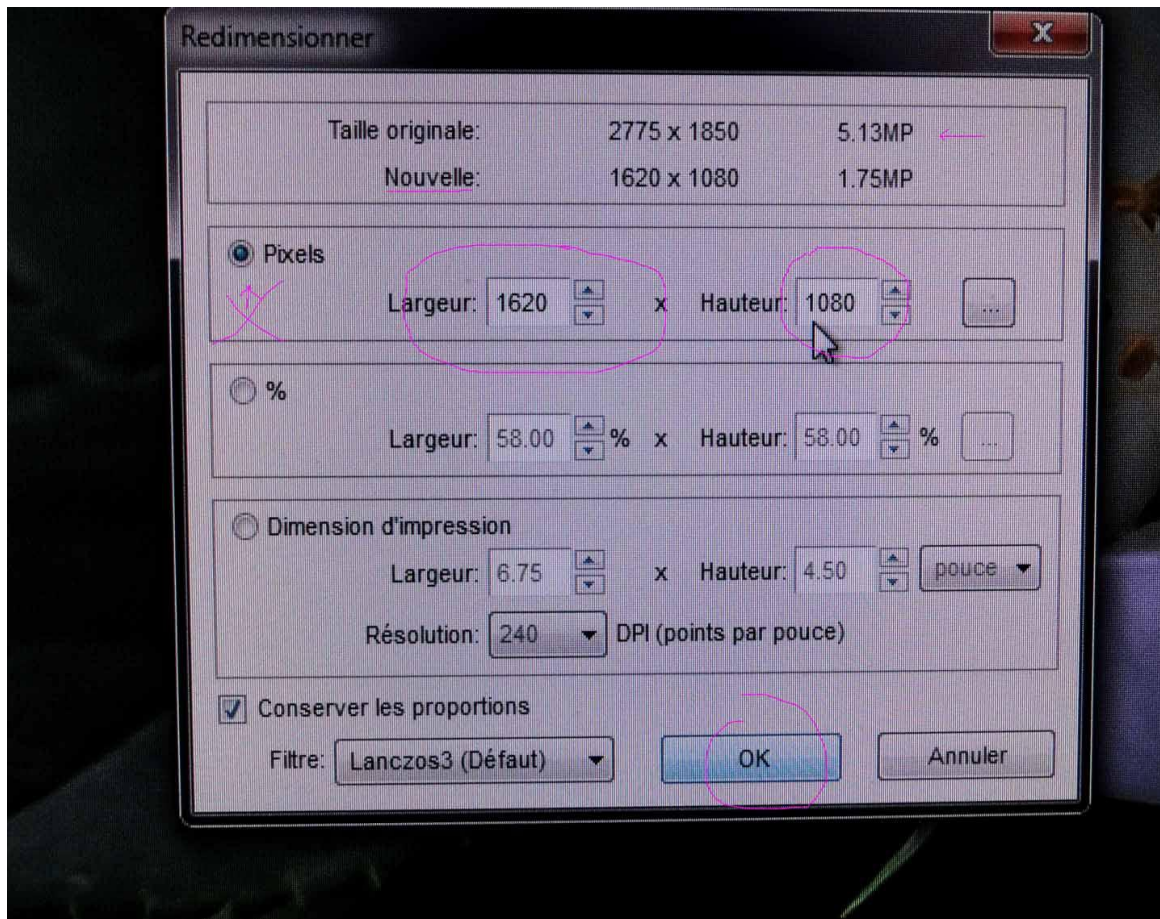 Redimensionner
Taille originale: 2775 x 1850 5.13MP
Nouvelle: 1620 x 1080 1.75MP
Pixels
Largeur: 1620 x Hauteur: 1080 ...
%
Largeur: 58.00 % x Hauteur: 58.00 % ...
Dimension d'impression
Largeur: 6.75 x Hauteur: 4.50 pouce
Résolution: 240 DPI (points par pouce)
Conserver les proportions
Filtre: Lanczos3 (Défaut) OK Annuler